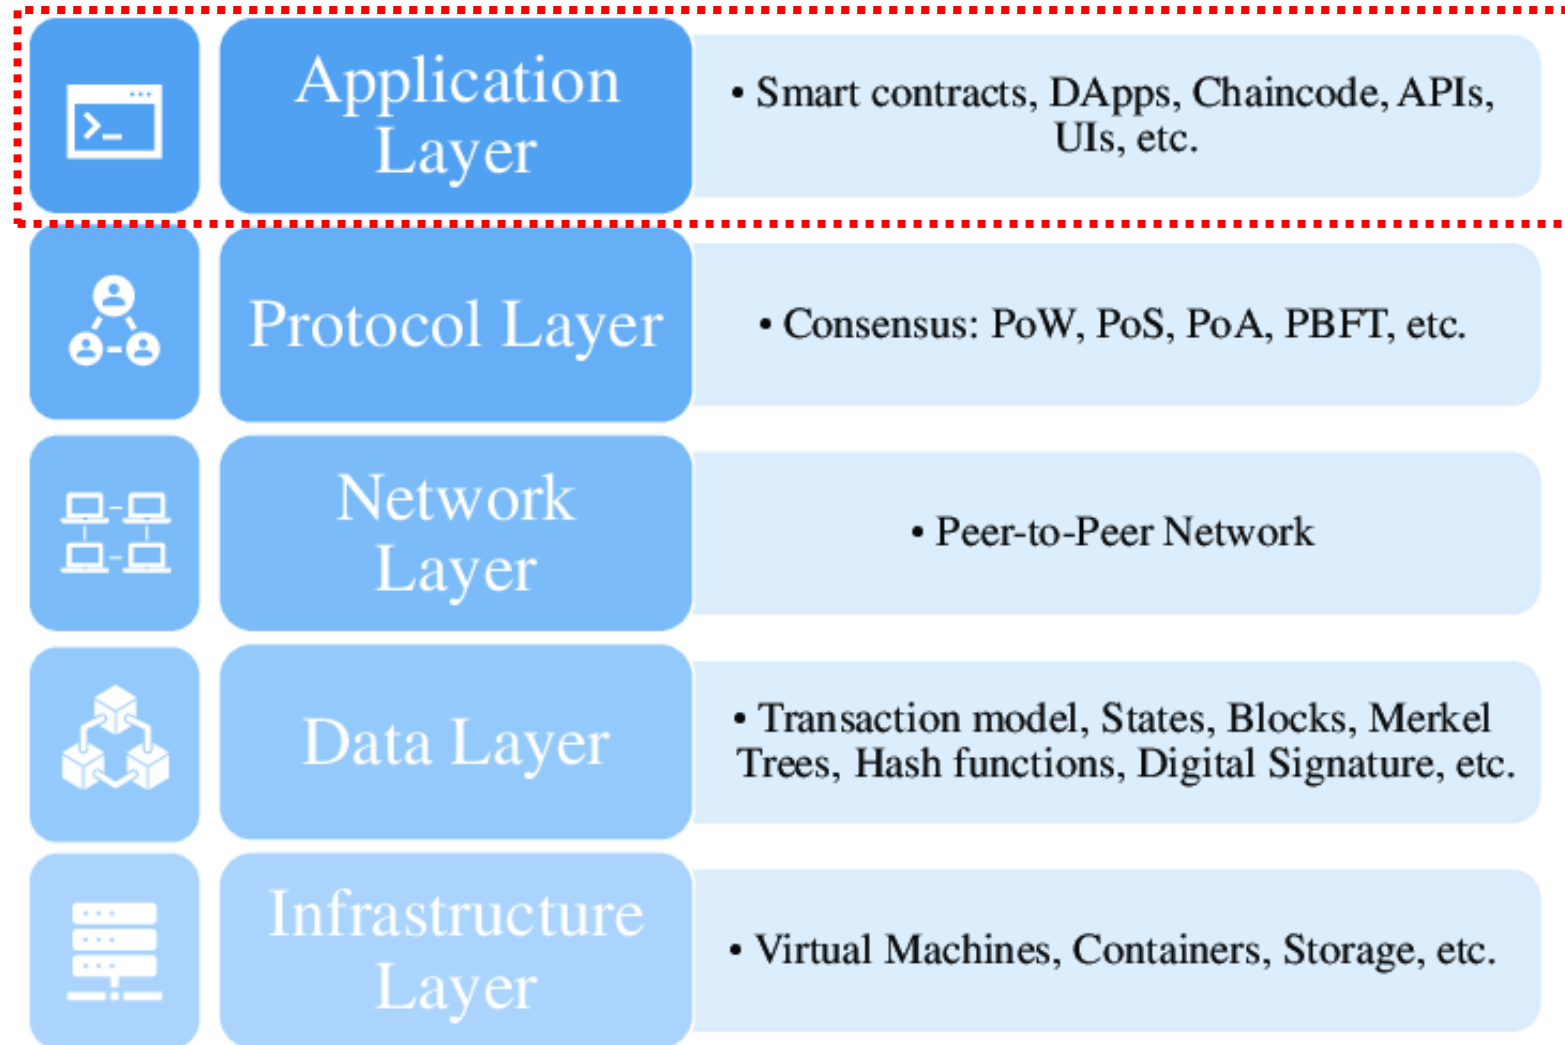 Application
Layer
• Smart contracts, DApps, Chaincode, APIs,
UIs, etc.
Protocol Layer
• Consensus: PoW, PoS, PoA, PBFT, etc.
Network
Layer
• Peer-to-Peer Network
Data Layer
• Transaction model, States, Blocks, Merkel
Trees, Hash functions, Digital Signature, etc.
Infrastructure
Layer
• Virtual Machines, Containers, Storage, etc.